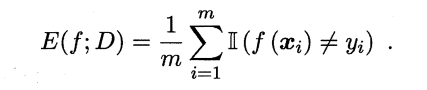 E(f; D) = \frac{1}{m} \sum_{i=1}^{m} \mathbb{I}(f(\boldsymbol{x}_i) \neq y_i) .